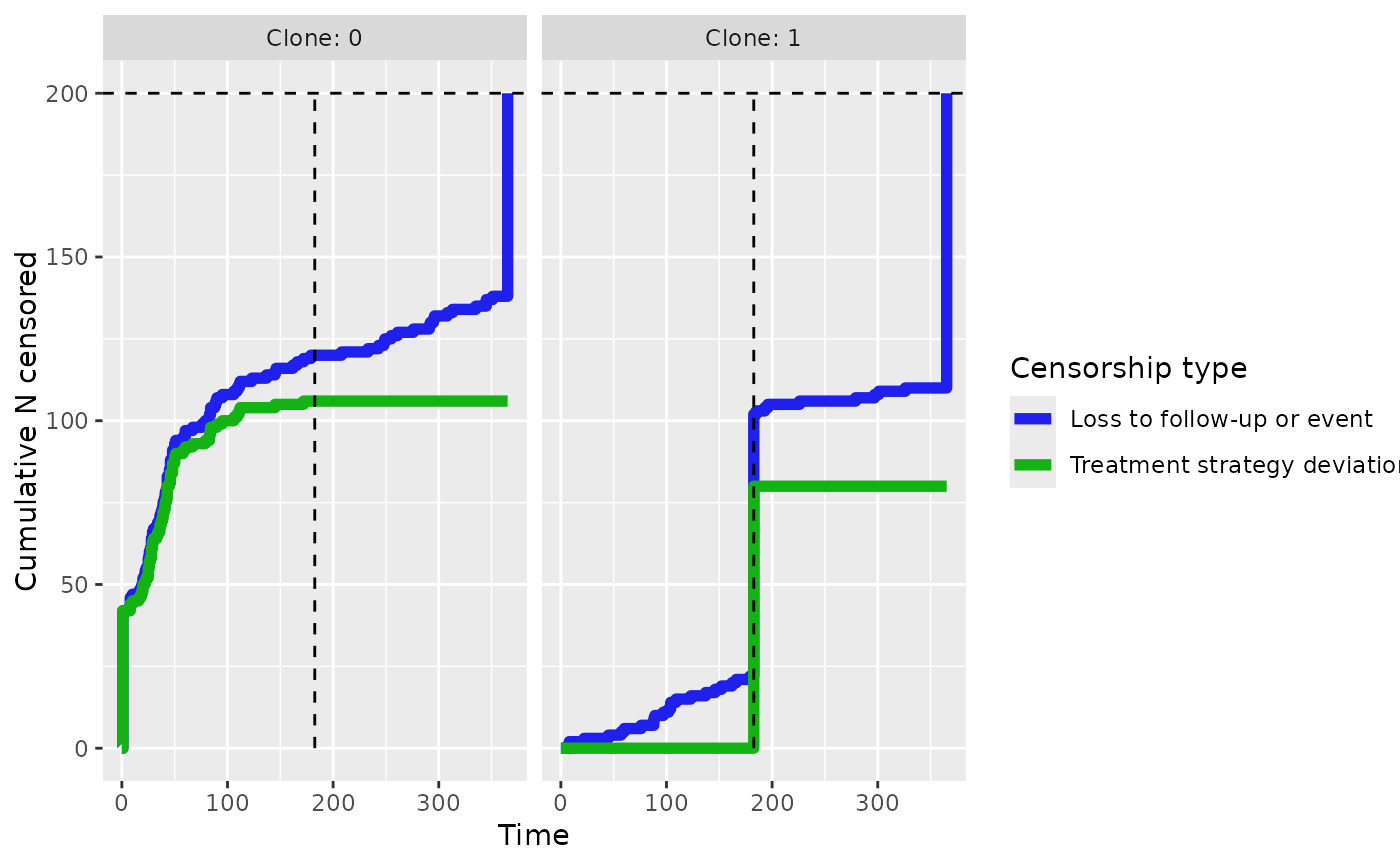 Clone: 0
Clone: 1
Cumulative N censored
200
150
100
50
0
0 100 200 300
0 100 200 300
Time
Censorship type
Loss to follow-up or event
Treatment strategy deviatio